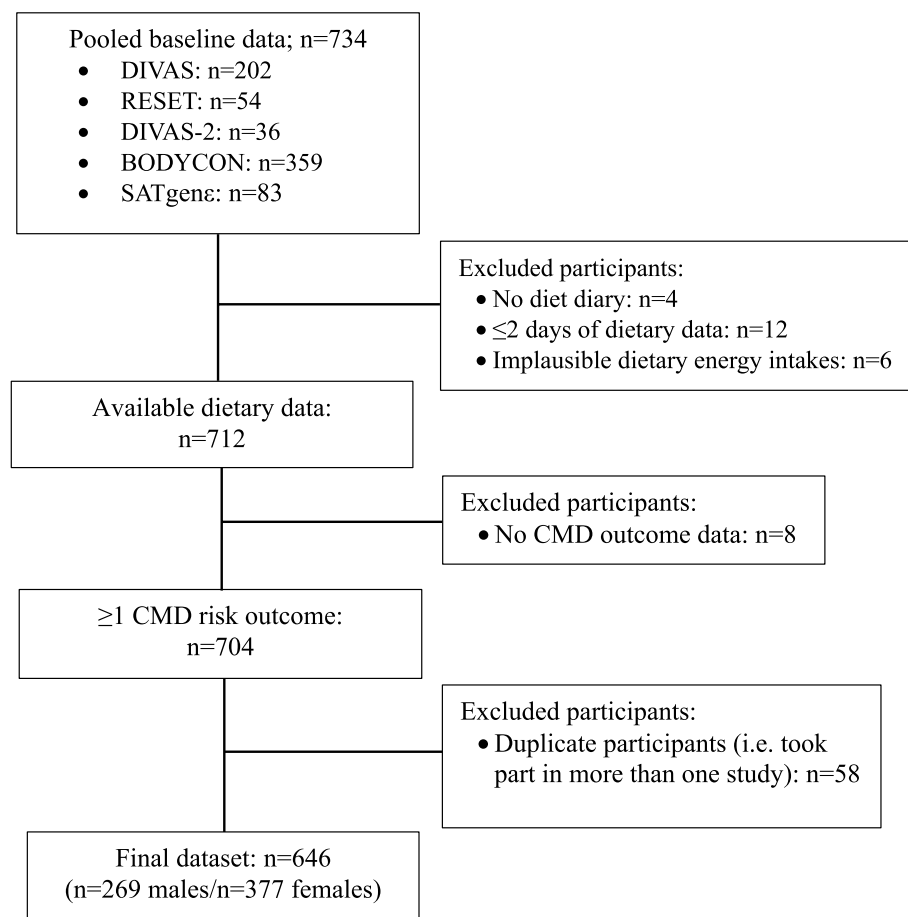 Pooled baseline data; n=734
• DIVAS: n=202
• RESET: n=54
• DIVAS-2: n=36
• BODYCON: n=359
• SATgenε: n=83
Excluded participants:
• No diet diary: n=4
• ≤2 days of dietary data: n=12
• Implausible dietary energy intakes: n=6
Available dietary data:
n=712
Excluded participants:
• No CMD outcome data: n=8
≥1 CMD risk outcome:
n=704
Excluded participants:
• Duplicate participants (i.e. took
part in more than one study): n=58
Final dataset: n=646
(n=269 males/n=377 females)